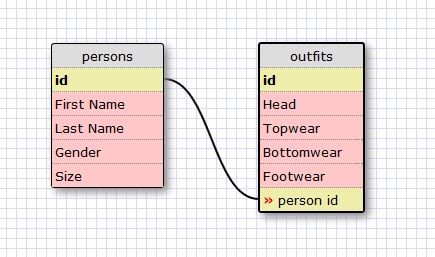 persons
id
First Name
Last Name
Gender
Size
outfits
id
Head
Topwear
Bottomwear
Footwear
» person id